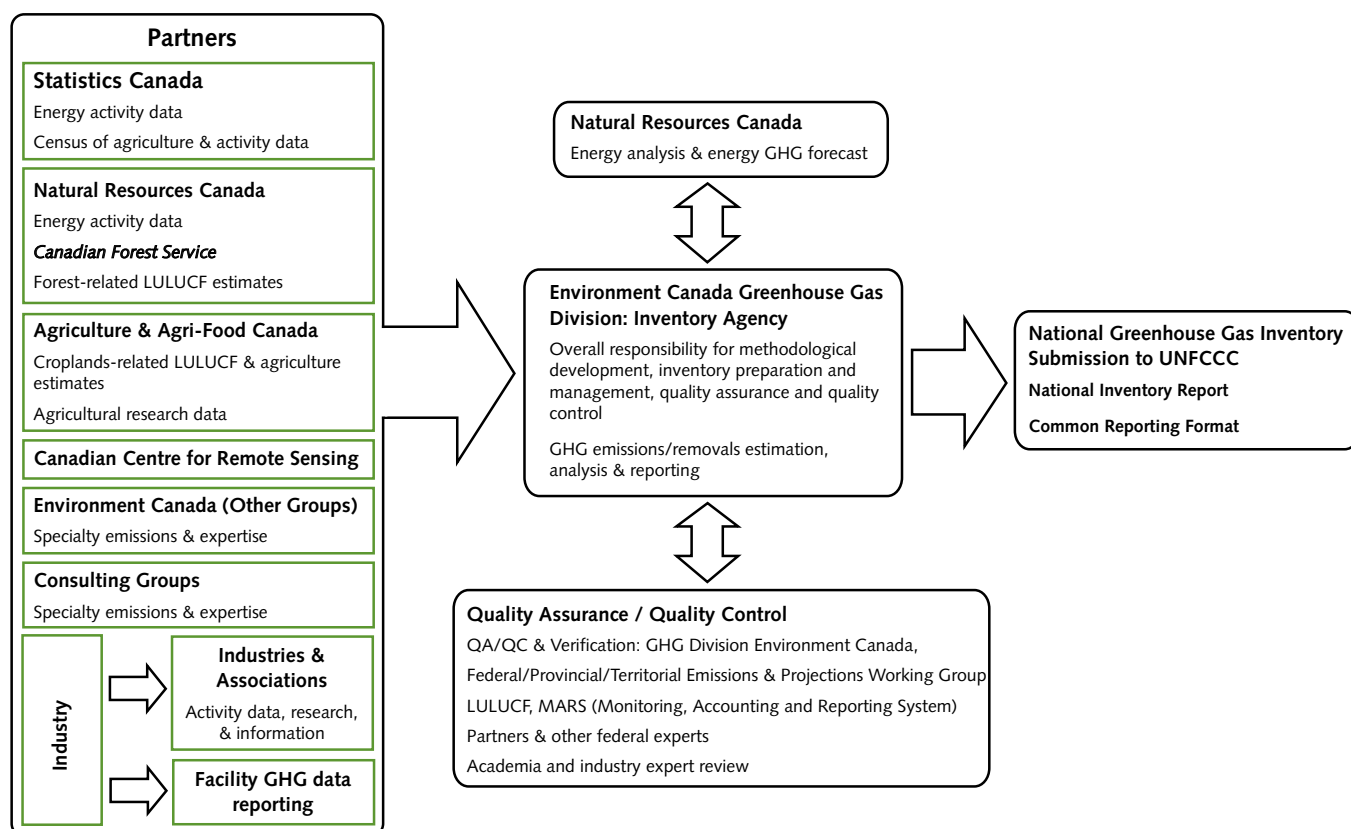 Partners
Statistics Canada
Energy activity data
Census of agriculture & activity data
Natural Resources Canada
Energy activity data
Canadian Forest Service
Forest-related LULUCF estimates
Agriculture & Agri-Food Canada
Croplands-related LULUCF & agriculture
estimates
Agricultural research data
Canadian Centre for Remote Sensing
Environment Canada (Other Groups)
Specialty emissions & expertise
Consulting Groups
Specialty emissions & expertise
Industry
Industries &
Associations
Activity data, research,
& information
Facility GHG data
reporting
Natural Resources Canada
Energy analysis & energy GHG forecast
Environment Canada Greenhouse Gas
Division: Inventory Agency
Overall responsibility for methodological
development, inventory preparation and
management, quality assurance and quality
control
GHG emissions/removals estimation,
analysis & reporting
Quality Assurance / Quality Control
QA/QC & Verification: GHG Division Environment Canada,
Federal/Provincial/Territorial Emissions & Projections Working Group
LULUCF, MARS (Monitoring, Accounting and Reporting System)
Partners & other federal experts
Academia and industry expert review
National Greenhouse Gas Inventory
Submission to UNFCCC
National Inventory Report
Common Reporting Format